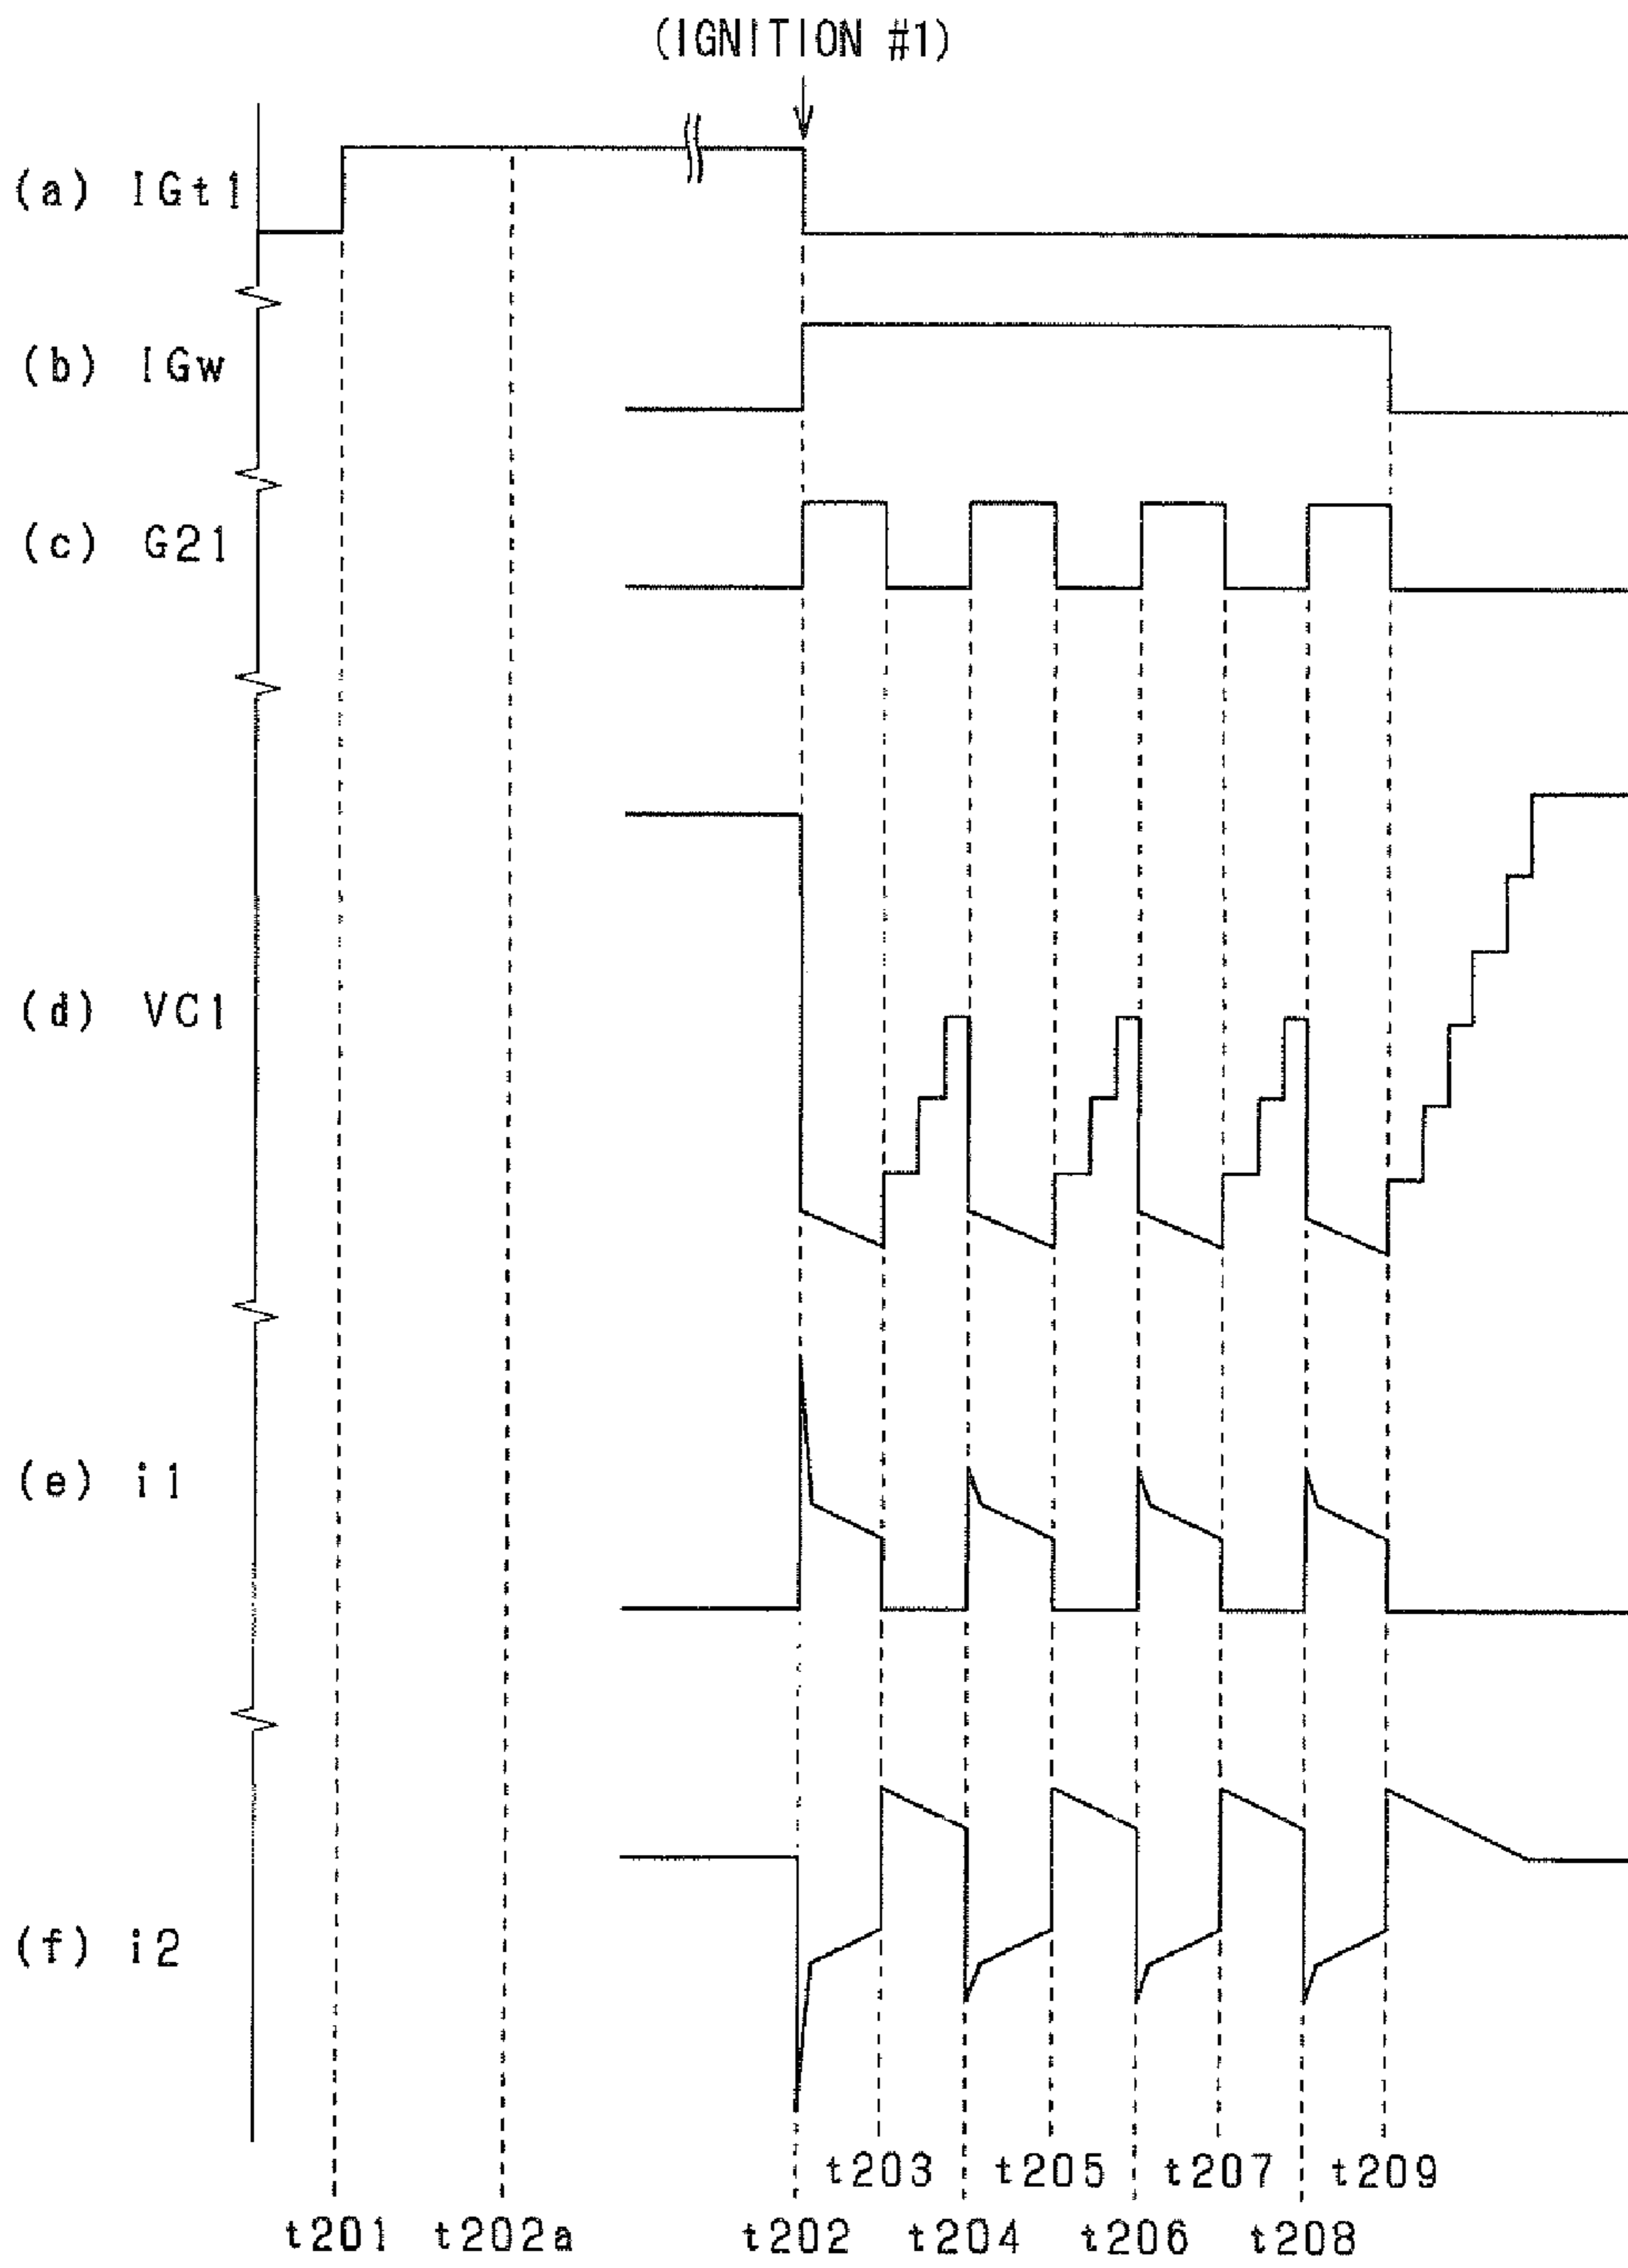 (IGNITION #1)
(a) IGt1
(b) IGw
(c) G21
(d) VC1
(e) i1
(f) i2
t203 t205 t207 t209
t201 t202a t202 t204 t206 t208